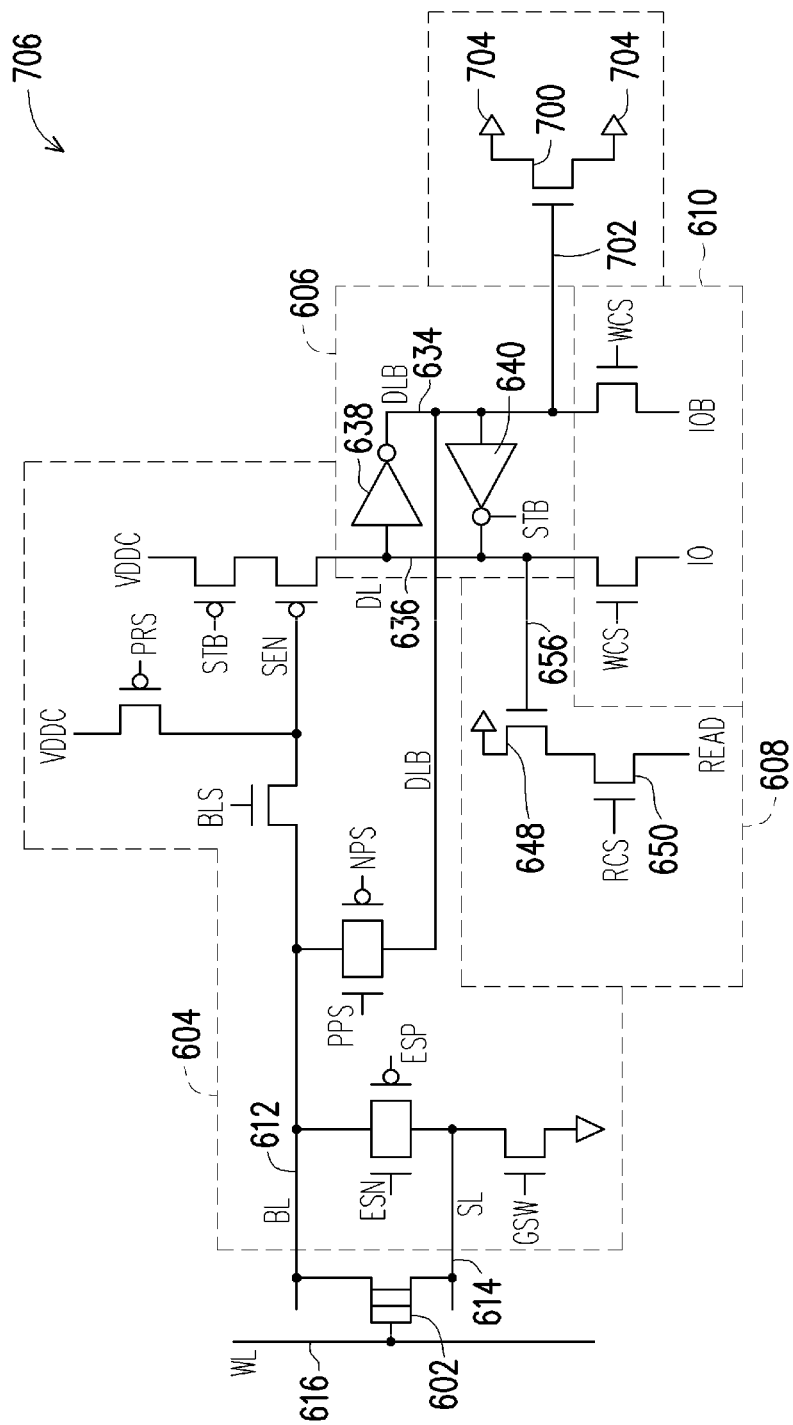 706
704
704
700
702
610
606
DLB
634
638
640
STB
WCS
IOB
VDDC
STB
SEN
DL
636
656
WCS
IO
VDDC
PRS
BLS
DLB
648
RCS
650
READ
608
604
NPS
PPS
612
BL
ESP
ESN
SL
GSW
614
WL
616
602